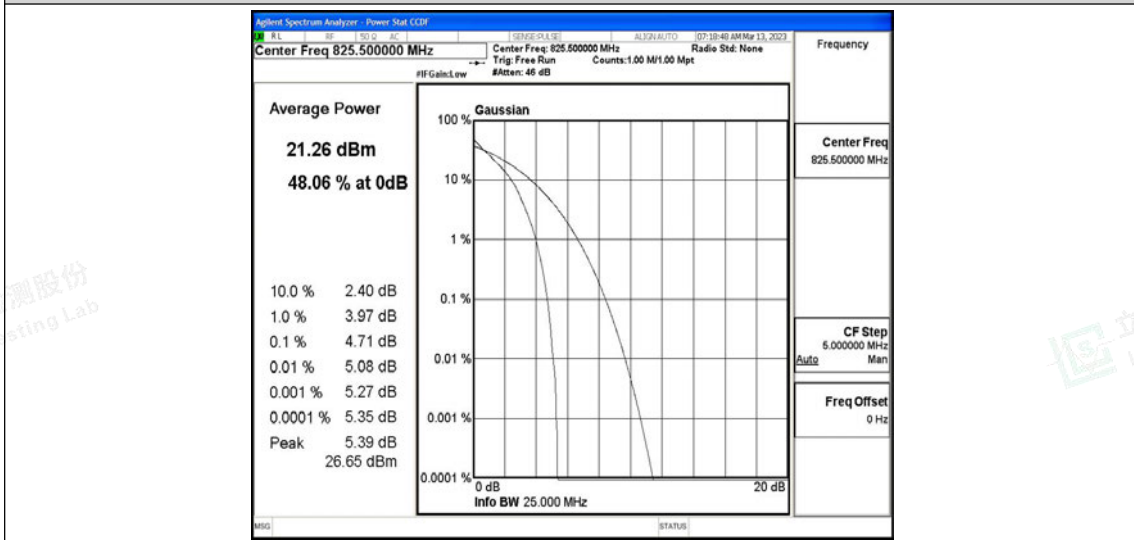 Agilent Spectrum Analyzer - Power Stat CCDF
RL RF 50 Ω AC SENSE:PULSE ALIGN AUTO 07:18:48 AM Mar 13, 2023
Center Freq 825.500000 MHz
Center Freq: 825.500000 MHz Radio Std: None
Trig: Free Run Counts:1.00 M/1.00 Mpt
#IFGain:Low #Atten: 46 dB
Frequency
Average Power
21.26 dBm
48.06 % at 0dB
10.0 % 2.40 dB
1.0 % 3.97 dB
0.1 % 4.71 dB
0.01 % 5.08 dB
0.001 % 5.27 dB
0.0001 % 5.35 dB
Peak 5.39 dB
26.65 dBm
Gaussian
100 %
10 %
1 %
0.1 %
0.01 %
0.001 %
0.0001 %
0 dB
20 dB
Info BW 25.000 MHz
Center Freq
825.500000 MHz
CF Step
5.000000 MHz
Auto Man
Freq Offset
0 Hz
MSG
STATUS
测股份
sting Lab
立